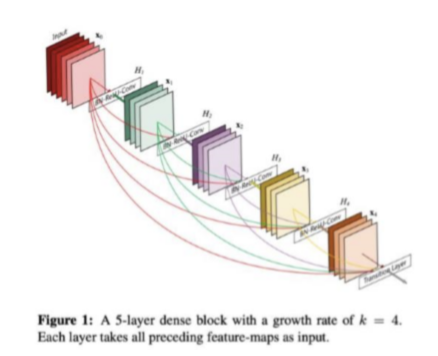 Input
x₀
H₁
x₁
BN-ReLU-Conv
H₂
x₂
BN-ReLU-Conv
H₃
x₃
BN-ReLU-Conv
H₄
x₄
BN-ReLU-Conv
Transition Layer
Figure 1: A 5-layer dense block with a growth rate of k = 4.
Each layer takes all preceding feature-maps as input.